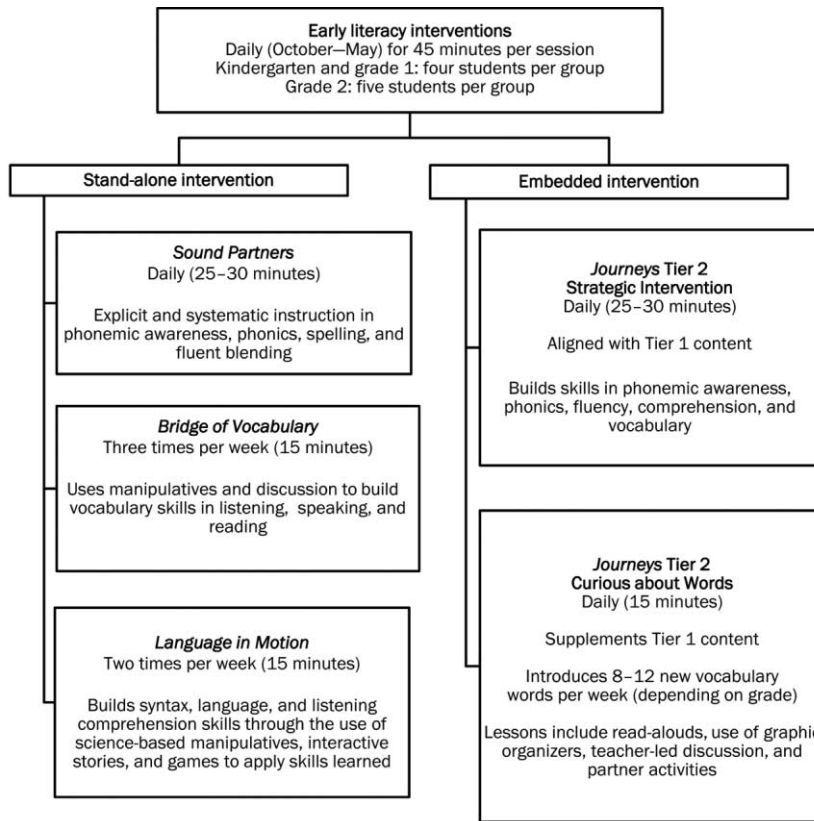 Early literacy interventions
Daily (October—May) for 45 minutes per session
Kindergarten and grade 1: four students per group
Grade 2: five students per group
Stand-alone intervention
Sound Partners
Daily (25–30 minutes)
Explicit and systematic instruction in
phonemic awareness, phonics, spelling, and
fluent blending
Bridge of Vocabulary
Three times per week (15 minutes)
Uses manipulatives and discussion to build
vocabulary skills in listening, speaking, and
reading
Language in Motion
Two times per week (15 minutes)
Builds syntax, language, and listening
comprehension skills through the use of
science-based manipulatives, interactive
stories, and games to apply skills learned
Embedded intervention
Journeys Tier 2
Strategic Intervention
Daily (25–30 minutes)
Aligned with Tier 1 content
Builds skills in phonemic awareness,
phonics, fluency, comprehension, and
vocabulary
Journeys Tier 2
Curious about Words
Daily (15 minutes)
Supplements Tier 1 content
Introduces 8–12 new vocabulary
words per week (depending on grade)
Lessons include read-alouds, use of graphic
organizers, teacher-led discussion, and
partner activities